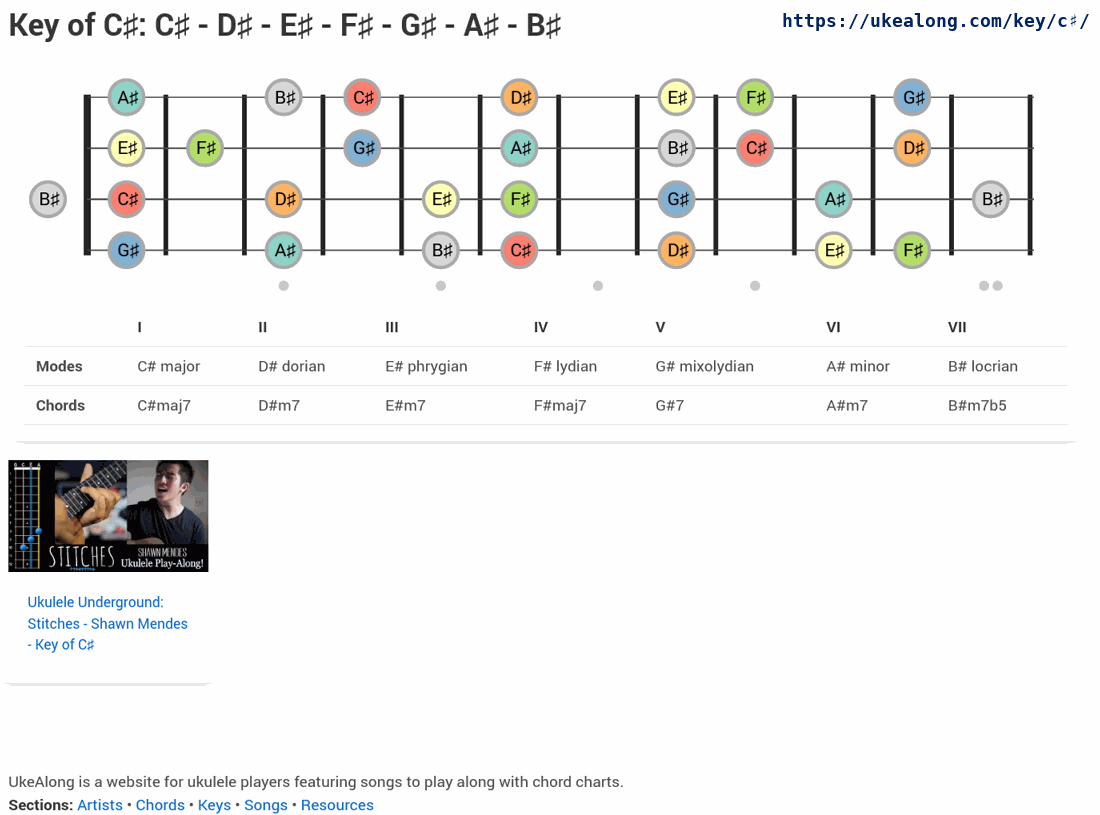 Key of C♯: C♯ - D♯ - E♯ - F♯ - G♯ - A♯ - B♯
https://ukealong.com/key/c♯/
A♯ B♯ C♯ D♯ E♯ F♯ G♯
E♯ F♯ G♯ A♯ B♯ C♯ D♯
B♯ C♯ D♯ E♯ F♯ G♯ A♯ B♯
G♯ A♯ B♯ C♯ D♯ E♯ F♯
I II III IV V VI VII
Modes C# major D# dorian E# phrygian F# lydian G# mixolydian A# minor B# locrian
Chords C#maj7 D#m7 E#m7 F#maj7 G#7 A#m7 B#m7b5
G C E A
STITCHES SHAWN MENDES
Ukulele Play-Along!
Ukulele Underground:
Stitches - Shawn Mendes
- Key of C♯
UkeAlong is a website for ukulele players featuring songs to play along with chord charts.
Sections: Artists • Chords • Keys • Songs • Resources